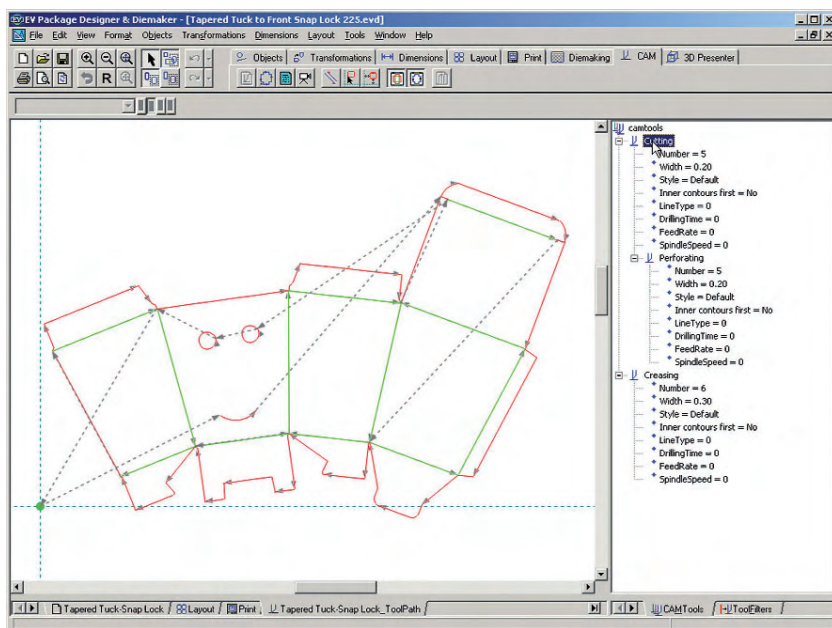 EV Package Designer & Diemaker - [Tapered Tuck to Front Snap Lock 225.evd]
File Edit View Format Objects Transformations Dimensions Layout Tools Window Help
Objects Transformations Dimensions Layout Print Diemaking CAM 3D Presenter
R
camtools
Cutting
Number = 5
Width = 0.20
Style = Default
Inner contours first = No
LineType = 0
DrillingTime = 0
FeedRate = 0
SpindleSpeed = 0
Perforating
Number = 5
Width = 0.20
Style = Default
Inner contours first = No
LineType = 0
DrillingTime = 0
FeedRate = 0
SpindleSpeed = 0
Creasing
Number = 6
Width = 0.30
Style = Default
Inner contours first = No
LineType = 0
DrillingTime = 0
FeedRate = 0
SpindleSpeed = 0
Tapered Tuck-Snap Lock Layout Print Tapered Tuck-Snap Lock_ToolPath CAMTools ToolFilters